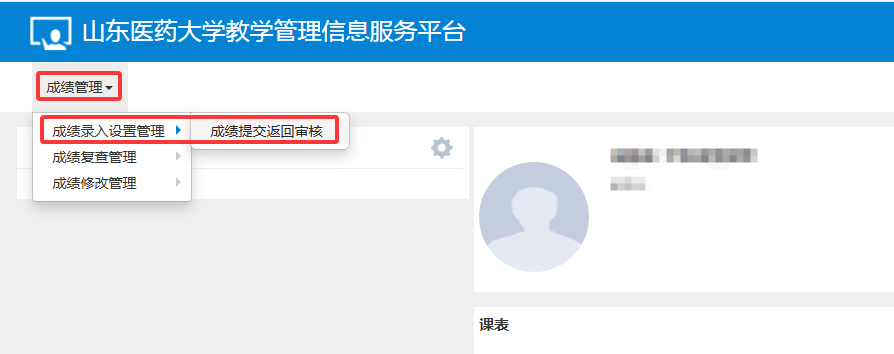 山东医药大学教学管理信息服务平台
成绩管理
成绩录入设置管理
成绩提交返回审核
成绩复查管理
成绩修改管理
课表